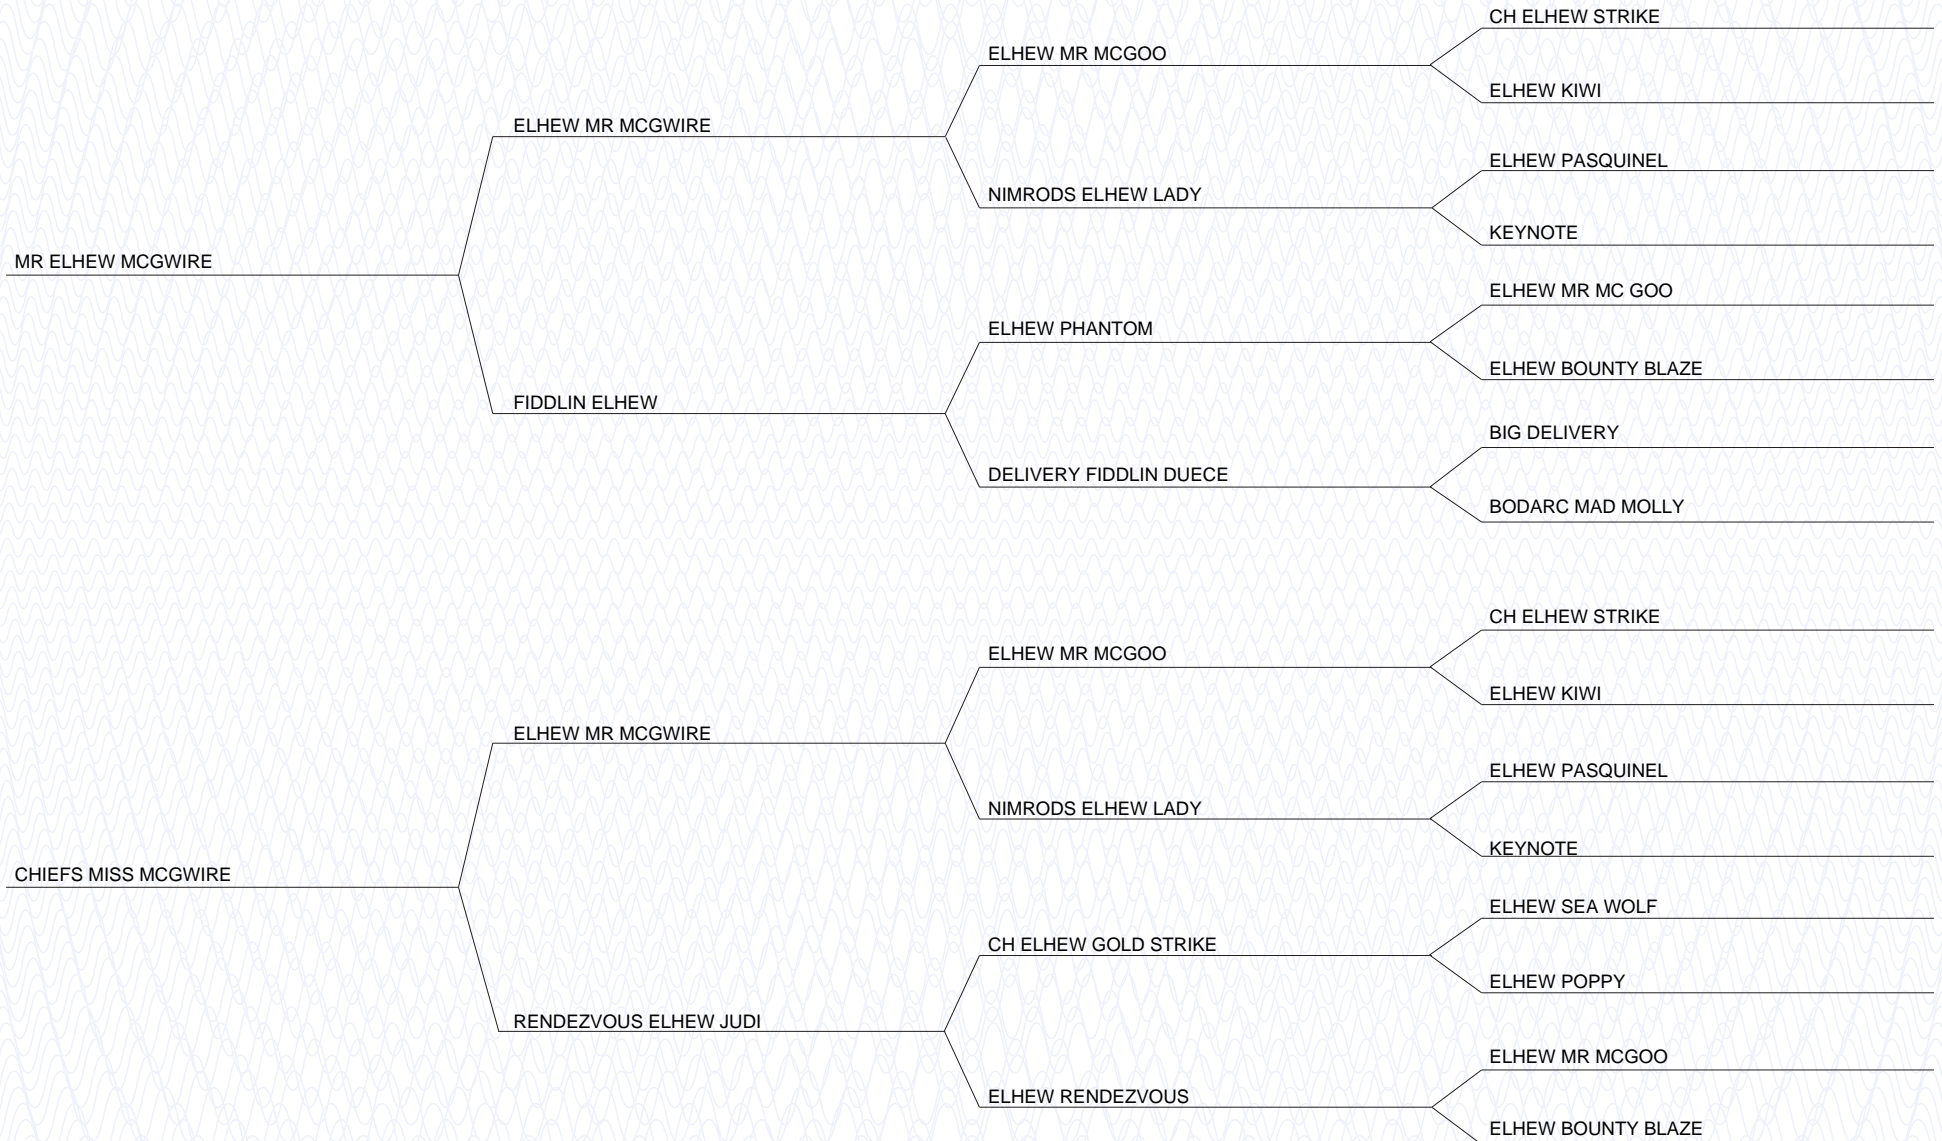 CH ELHEW STRIKE
ELHEW MR MCGOO
ELHEW KIWI
ELHEW MR MCGWIRE
ELHEW PASQUINEL
NIMRODS ELHEW LADY
KEYNOTE
MR ELHEW MCGWIRE
ELHEW MR MC GOO
ELHEW PHANTOM
ELHEW BOUNTY BLAZE
FIDDLIN ELHEW
BIG DELIVERY
DELIVERY FIDDLIN DUECE
BODARC MAD MOLLY
CH ELHEW STRIKE
ELHEW MR MCGOO
ELHEW KIWI
ELHEW MR MCGWIRE
ELHEW PASQUINEL
NIMRODS ELHEW LADY
KEYNOTE
CHIEFS MISS MCGWIRE
ELHEW SEA WOLF
CH ELHEW GOLD STRIKE
ELHEW POPPY
RENDEZVOUS ELHEW JUDI
ELHEW MR MCGOO
ELHEW RENDEZVOUS
ELHEW BOUNTY BLAZE